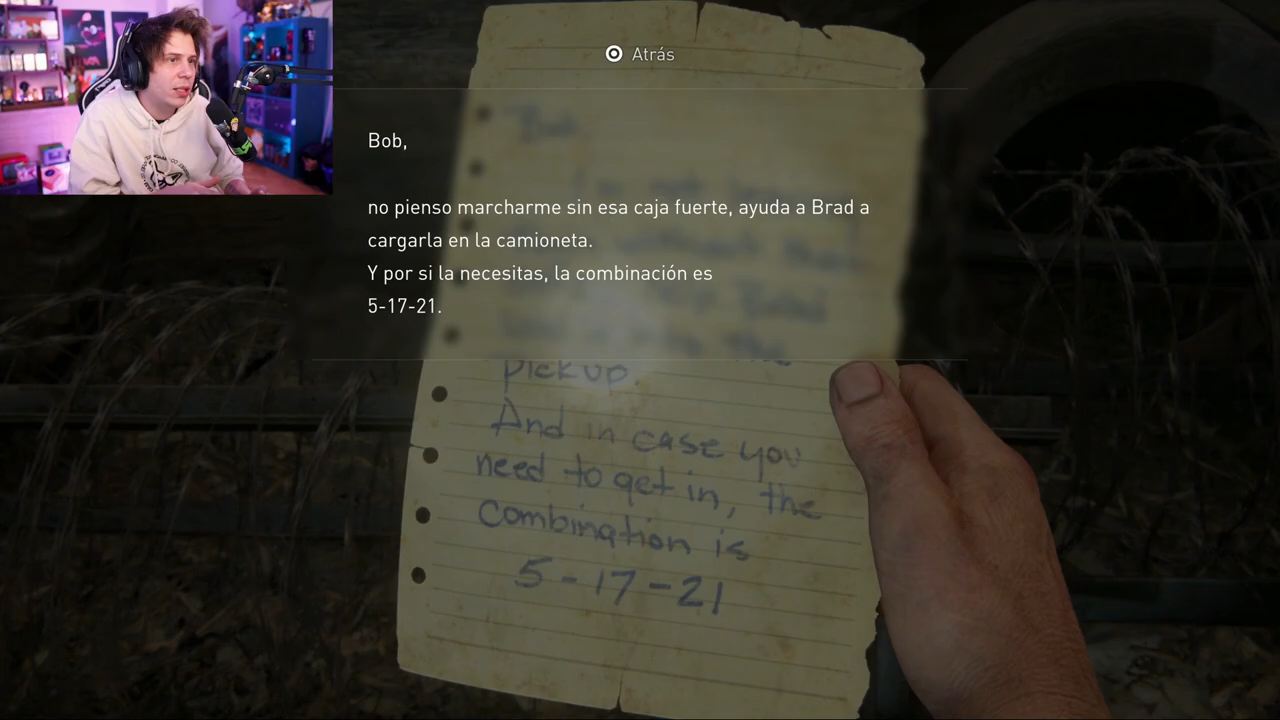 Atrás
Bob,
no pienso marcharme sin esa caja fuerte, ayuda a Brad a
cargarla en la camioneta.
Y por si la necesitas, la combinación es
5-17-21.
pickup.
And in case you
need to get in, the
combination is
5-17-21